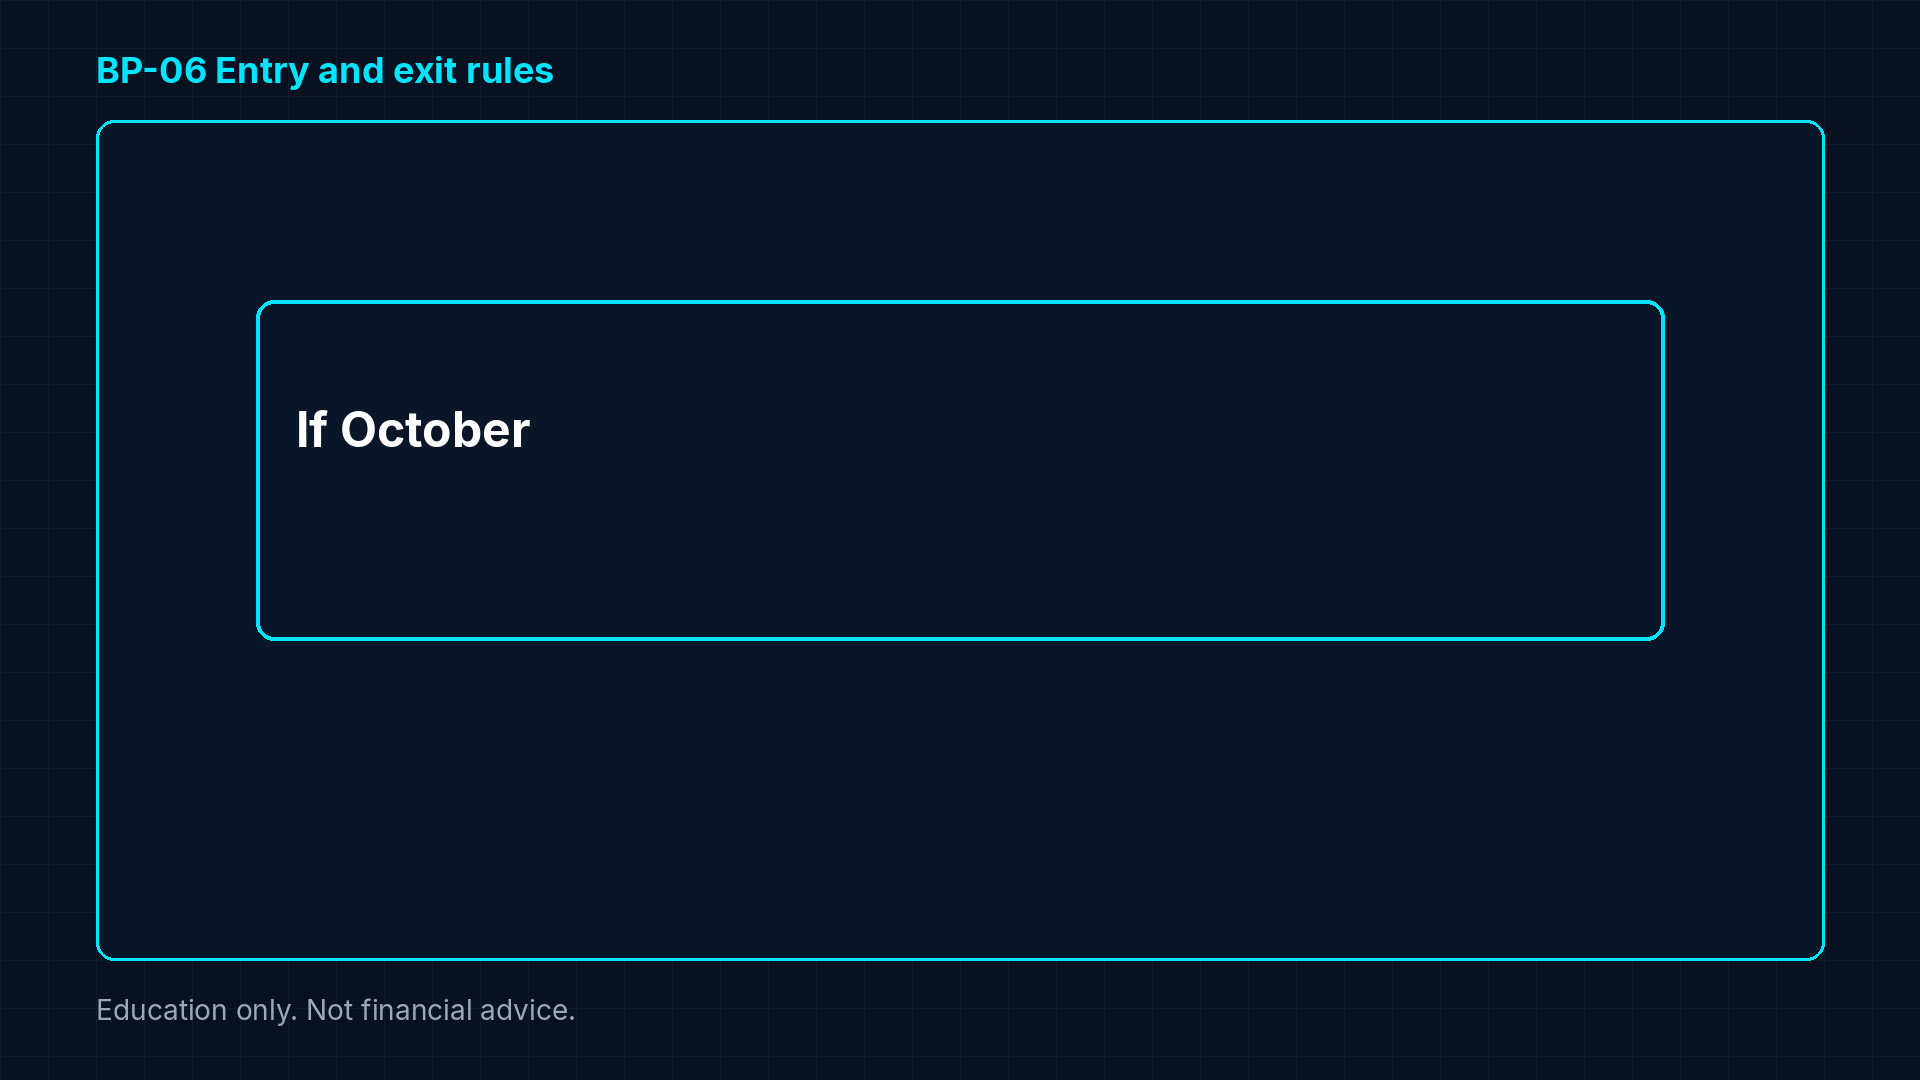 BP-06 Entry and exit rules
If October
Education only. Not financial advice.